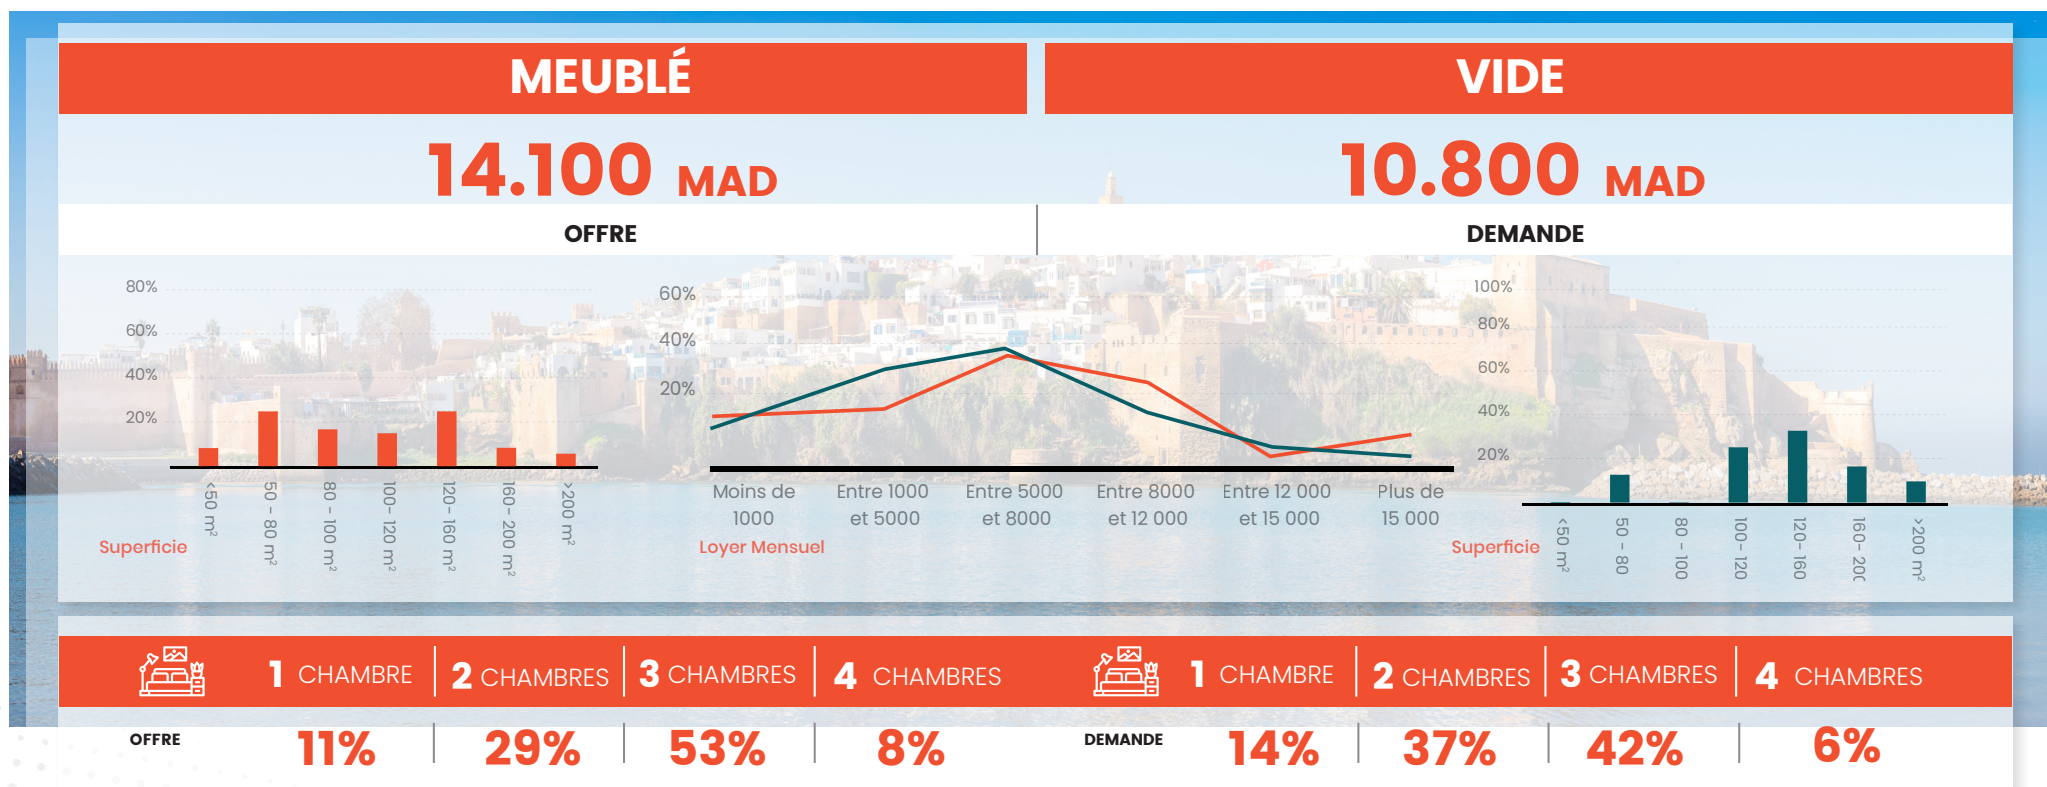 MEUBLÉ
VIDE
14.100 MAD
10.800 MAD
OFFRE
DEMANDE
80%
60%
40%
20%
<50 m²
50 - 80 m²
80 - 100 m²
100- 120 m²
120- 160 m²
160- 200 m²
>200 m²
Superficie
60%
40%
20%
Moins de
1000
Entre 1000
et 5000
Entre 5000
et 8000
Entre 8000
et 12 000
Entre 12 000
et 15 000
Plus de
15 000
Loyer Mensuel
100%
80%
60%
40%
20%
<50 m²
50 - 80
80 - 100
100- 120
120- 160
160- 200
>200 m²
Superficie
1 CHAMBRE
2 CHAMBRES
3 CHAMBRES
4 CHAMBRES
1 CHAMBRE
2 CHAMBRES
3 CHAMBRES
4 CHAMBRES
OFFRE
11%
29%
53%
8%
DEMANDE
14%
37%
42%
6%